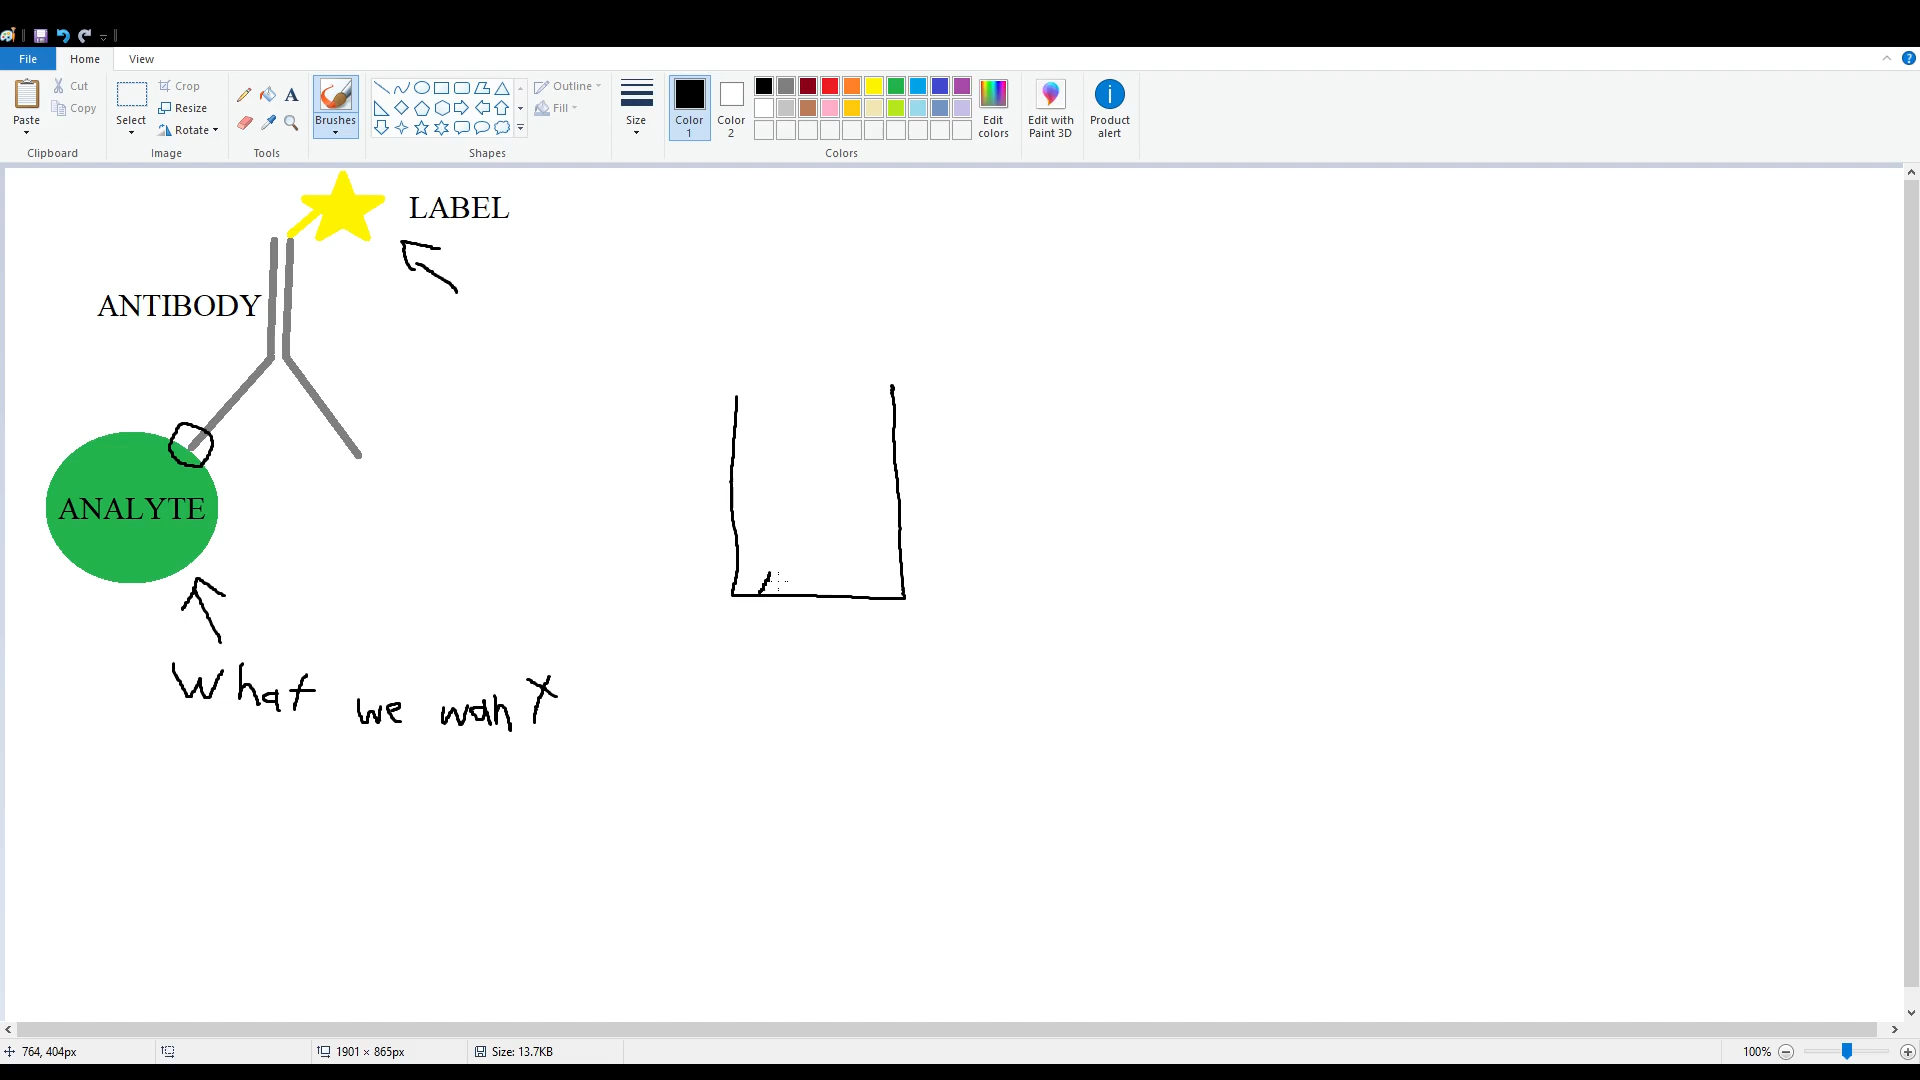 File Home View
Paste Cut Copy Clipboard
Select Crop Resize Rotate Image
Tools
Brushes
Shapes Outline Fill
Size
Color 1 Color 2 Colors
Edit colors
Edit with Paint 3D
Product alert
LABEL
ANTIBODY
ANALYTE
What we want
764, 404px 1901 × 865px Size: 13.7KB 100%